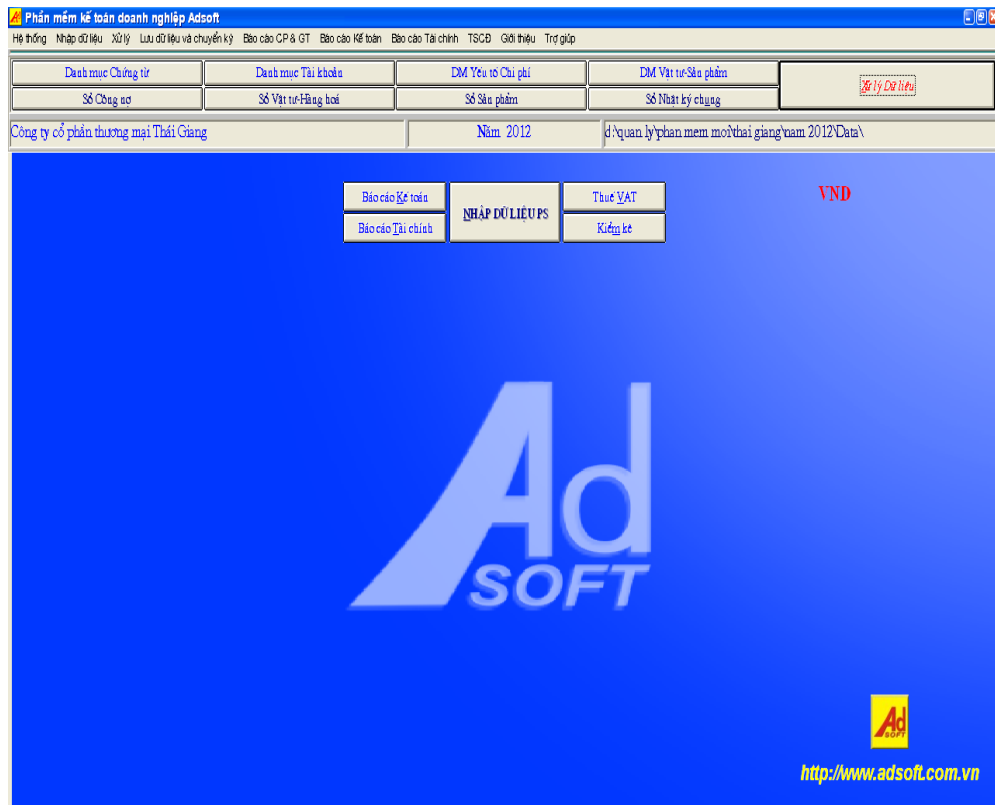 Phần mềm kế toán doanh nghiệp Adsoft
Hệ thống Nhập dữ liệu Xử lý Lưu dữ liệu và chuyển kỳ Báo cáo CP & GT Báo cáo Kế toán Báo cáo Tài chính TSCĐ Giới thiệu Trợ giúp
Danh mục Chứng từ Danh mục Tài khoản DM Yếu tố Chi phí DM Vật tư-Sản phẩm Xử lý Dữ liệu
Sổ Công nợ Sổ Vật tư-Hàng hoá Sổ Sản phẩm Sổ Nhật ký chung
Công ty cổ phần thương mại Thái Giang Năm 2012 d:\quan ly\phan mem moi\thai giang\nam 2012\Data\
Báo cáo Kế toán NHẬP DỮ LIỆU PS Thuế VAT VND
Báo cáo Tài chính Kiểm kê
Ad
SOFT
Ad
SOFT
http://www.adsoft.com.vn